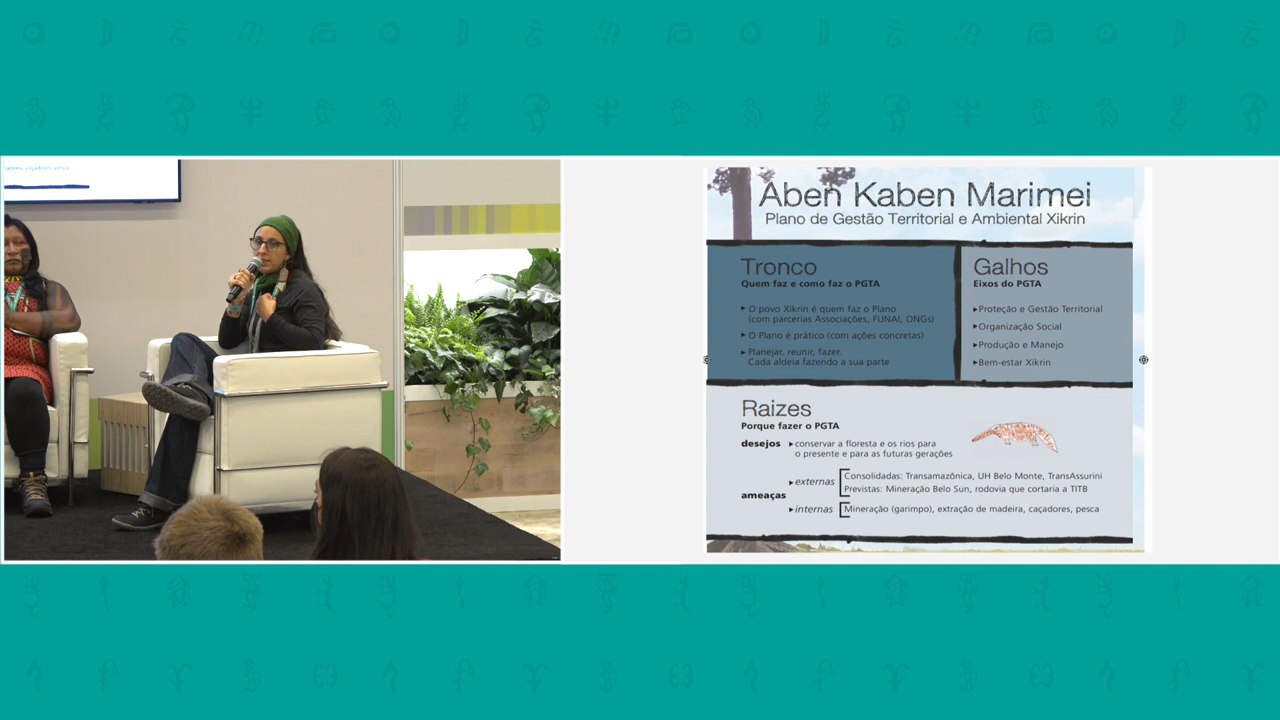 Aben Kaben Marimei
Plano de Gestão Territorial e Ambiental Xikrin
Tronco
Quem faz e como faz o PGTA
▸ O povo Xikrin é quem faz o Plano
(com parcerias Associações, FUNAI, ONGs)
▸ O Plano é prático (com ações concretas)
▸ Planejar, reunir, fazer.
Cada aldeia fazendo a sua parte
Galhos
Eixos do PGTA
▸Proteção e Gestão Territorial
▸Organização Social
▸Produção e Manejo
▸Bem-estar Xikrin
Raizes
Porque fazer o PGTA
desejos ▸conservar a floresta e os rios para
o presente e para as futuras gerações
ameaças
▸externas
Consolidadas: Transamazônica, UH Belo Monte, TransAssurini
Previstas: Mineração Belo Sun, rodovia que cortaria a TITB
▸internas Mineração (garimpo), extração de madeira, caçadores, pesca